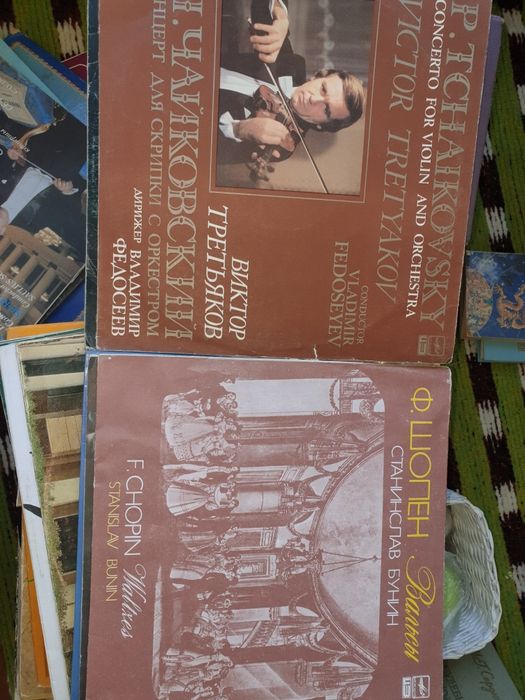 P. TCHAIKOVSKY
CONCERTO FOR VIOLIN AND ORCHESTRA
VICTOR TRETYAKOV
CONDUCTOR
VLADIMIR
FEDOSEYEV
ВИКТОР
ТРЕТЬЯКОВ
П. ЧАЙКОВСКИЙ
КОНЦЕРТ ДЛЯ СКРИПКИ С ОРКЕСТРОМ
ДИРИЖЕР ВЛАДИМИР
ФЕДОСЕЕВ
Ф. ШОПЕН Вальсы
СТАНИСЛАВ БУНИН
F. CHOPIN Waltzes
STANISLAV BUNIN